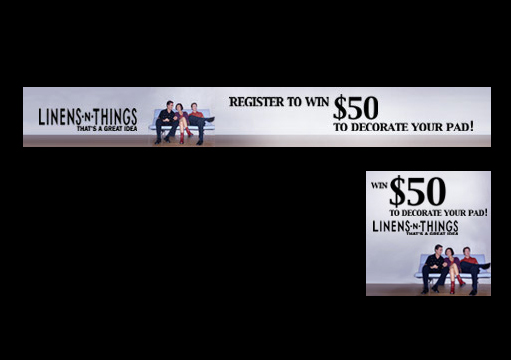 LINENS·N·THINGS
THAT'S A GREAT IDEA
REGISTER TO WIN $50
TO DECORATE YOUR PAD!
WIN $50
TO DECORATE YOUR PAD!
LINENS·N·THINGS
THAT'S A GREAT IDEA